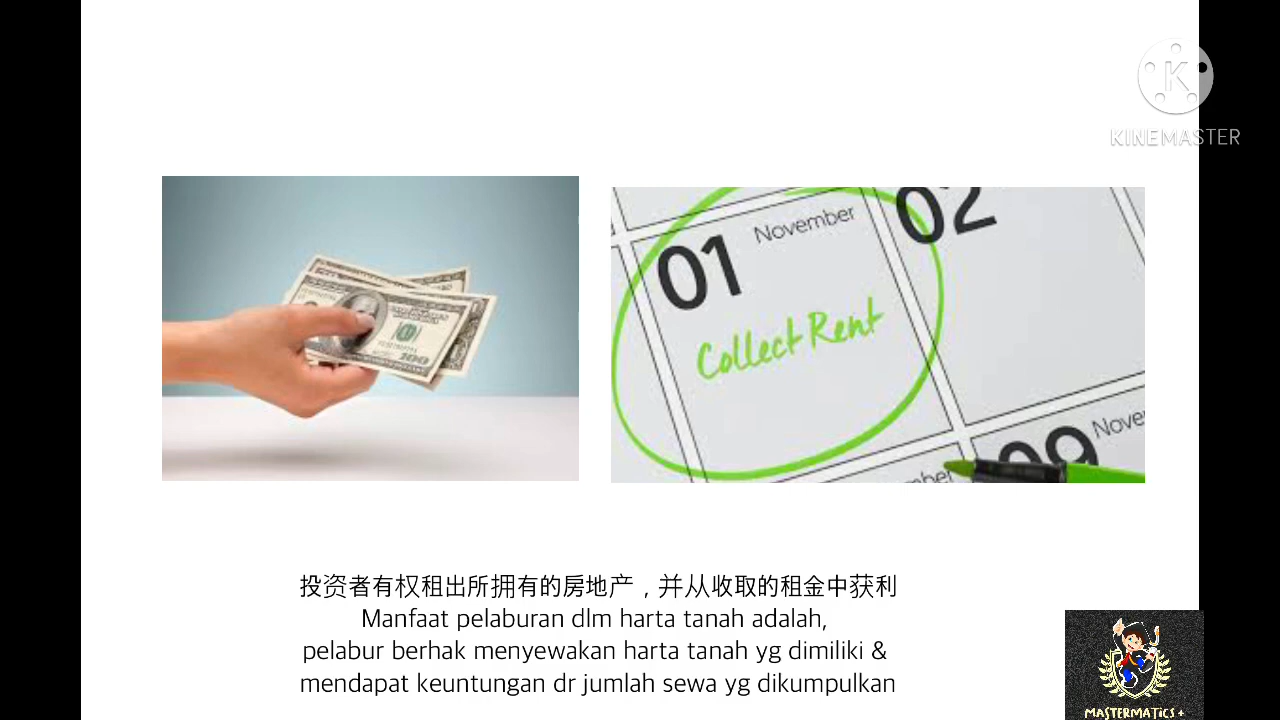 K
KINEMASTER
01
November
02
Collect Rent
09
100
投资者有权租出所拥有的房地产，并从收取的租金中获利
Manfaat pelaburan dlm harta tanah adalah,
pelabur berhak menyewakan harta tanah yg dimiliki &
mendapat keuntungan dr jumlah sewa yg dikumpulkan
MASTERMATICS +